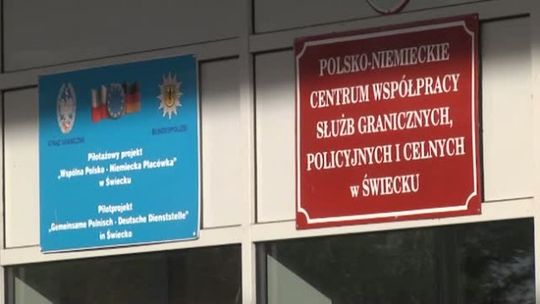 STRAŻ GRANICZNA
BUNDESPOLIZEI
Pilotażowy projekt
„Wspólna Polska - Niemiecka Placówka"
w Świecku
Pilotprojekt
„Gemeinsame Polnisch - Deutsche Dienststelle"
in Świecko
POLSKO-NIEMIECKIE
CENTRUM WSPÓŁPRACY
SŁUŻB GRANICZNYCH,
POLICYJNYCH I CELNYCH
w ŚWIECKU